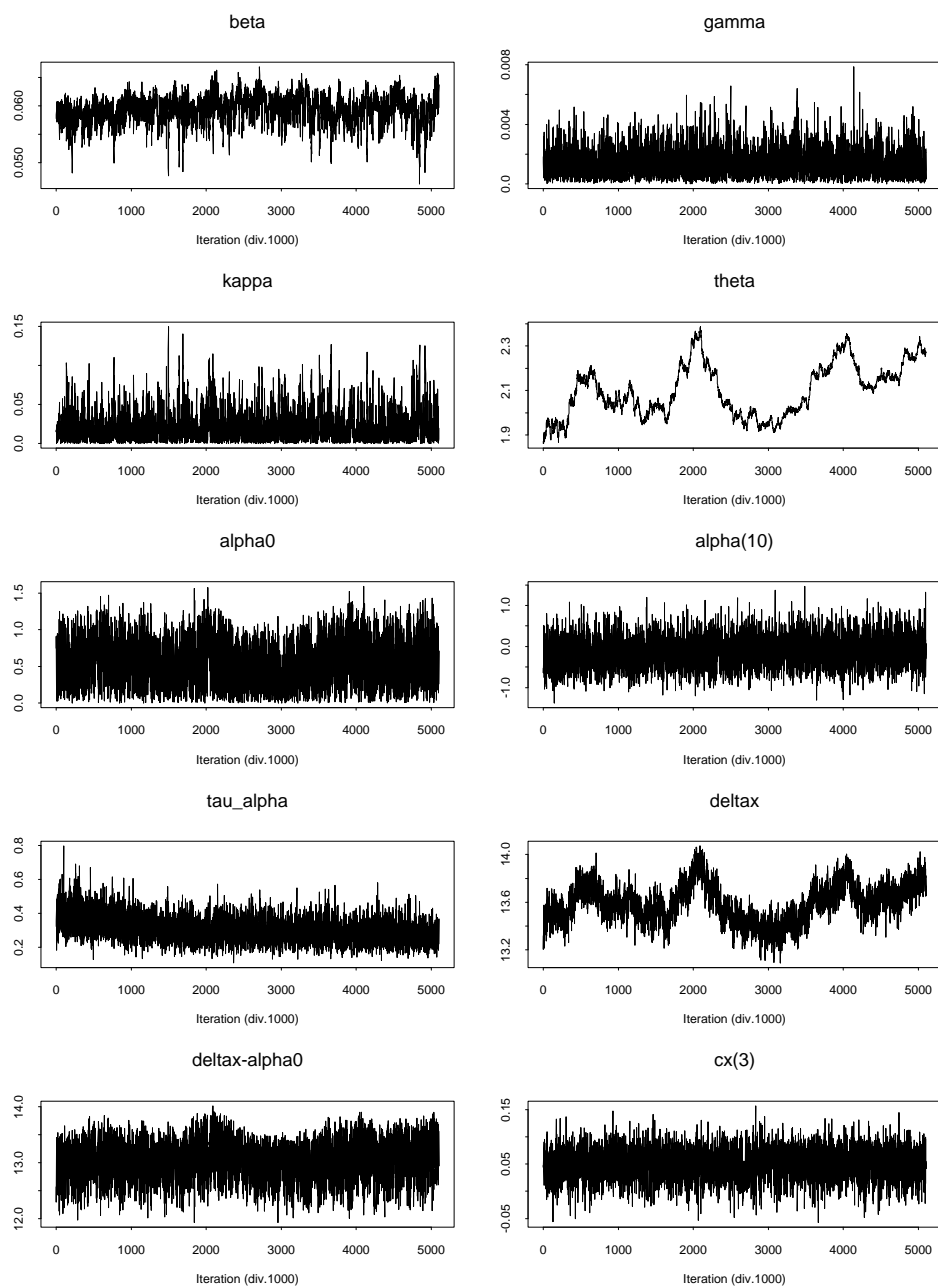 beta
0.050 0.060
0 1000 2000 3000 4000 5000
Iteration (div.1000)
gamma
0.0 0.004 0.008
0 1000 2000 3000 4000 5000
Iteration (div.1000)
kappa
0.0 0.05 0.15
0 1000 2000 3000 4000 5000
Iteration (div.1000)
theta
1.9 2.1 2.3
0 1000 2000 3000 4000 5000
Iteration (div.1000)
alpha0
0.0 0.5 1.0 1.5
0 1000 2000 3000 4000 5000
Iteration (div.1000)
alpha(10)
-1.0 0.0 1.0
0 1000 2000 3000 4000 5000
Iteration (div.1000)
tau_alpha
0.2 0.4 0.6 0.8
0 1000 2000 3000 4000 5000
Iteration (div.1000)
deltax
13.2 13.6 14.0
0 1000 2000 3000 4000 5000
Iteration (div.1000)
deltax-alpha0
12.0 13.0 14.0
0 1000 2000 3000 4000 5000
Iteration (div.1000)
cx(3)
-0.05 0.05 0.15
0 1000 2000 3000 4000 5000
Iteration (div.1000)